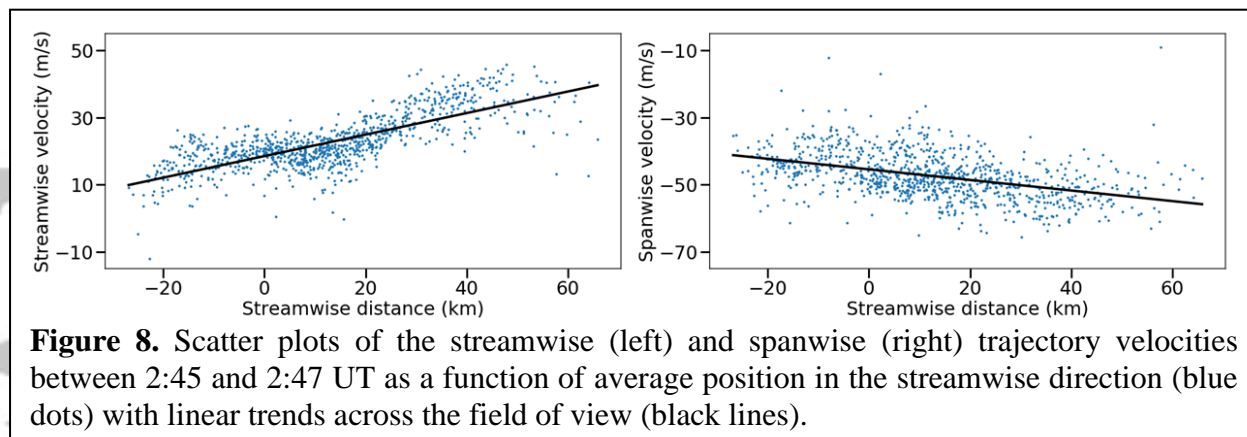 Streamwise velocity (m/s)
50
30
10
−10
−20 0 20 40 60
Streamwise distance (km)
Spanwise velocity (m/s)
−10
−30
−50
−70
−20 0 20 40 60
Streamwise distance (km)
Figure 8. Scatter plots of the streamwise (left) and spanwise (right) trajectory velocities
between 2:45 and 2:47 UT as a function of average position in the streamwise direction (blue
dots) with linear trends across the field of view (black lines).